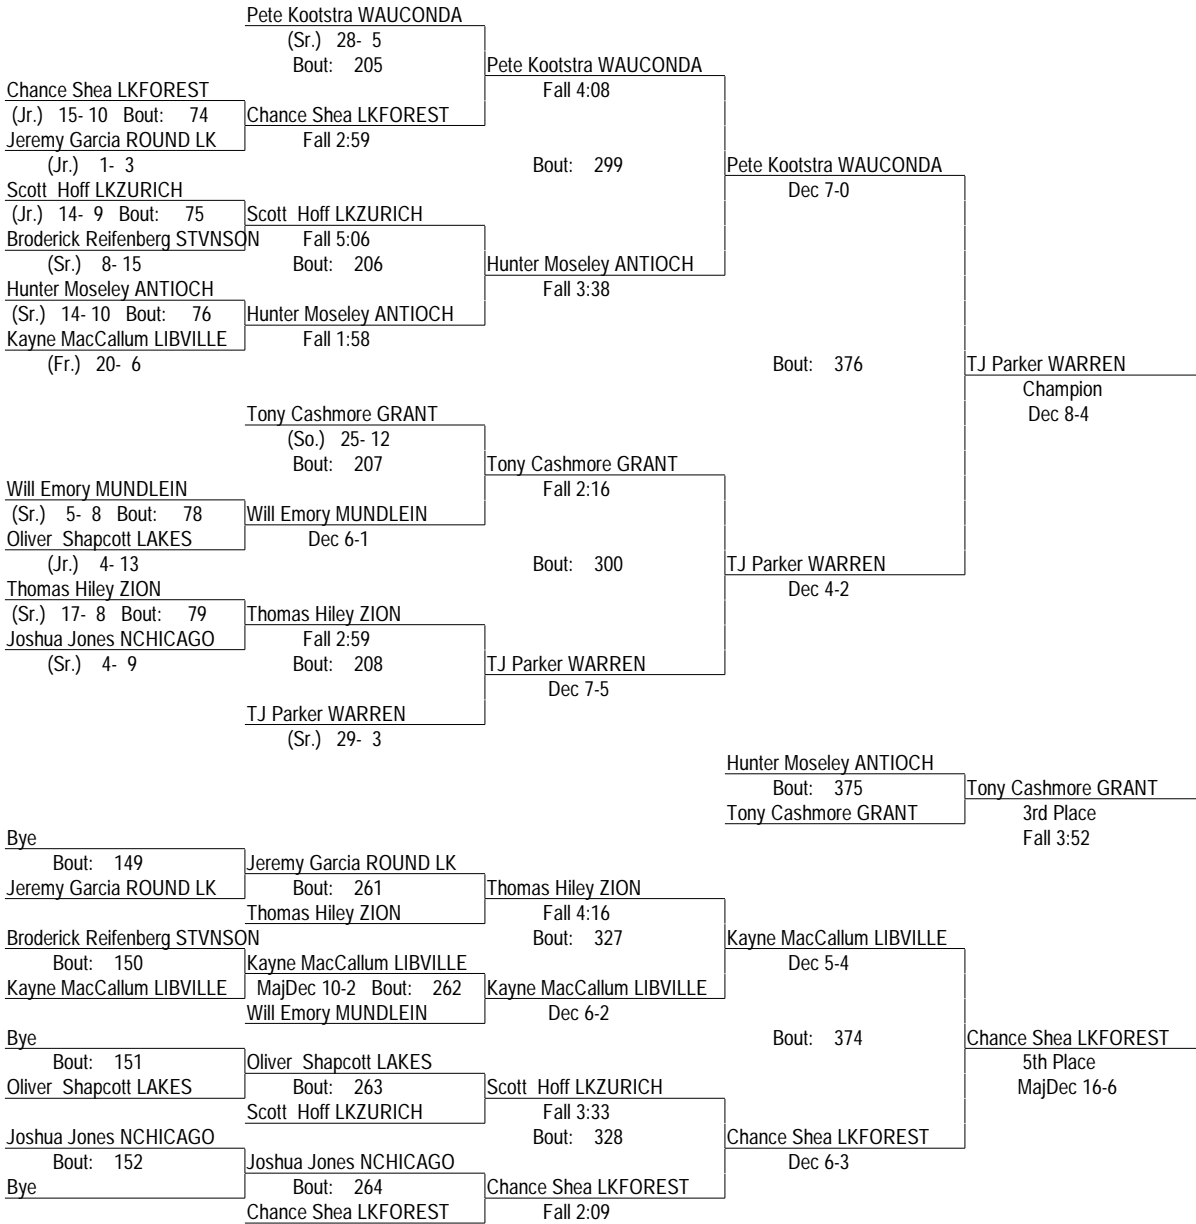 Pete Kootstra WAUCONDA
(Sr.) 28- 5
Bout: 205 Pete Kootstra WAUCONDA
Chance Shea LKFOREST Fall 4:08
(Jr.) 15- 10 Bout: 74 Chance Shea LKFOREST
Jeremy Garcia ROUND LK Fall 2:59
(Jr.) 1- 3 Bout: 299 Pete Kootstra WAUCONDA
Scott Hoff LKZURICH Dec 7-0
(Jr.) 14- 9 Bout: 75 Scott Hoff LKZURICH
Broderick Reifenberg STVNSON Fall 5:06
(Sr.) 8- 15 Bout: 206 Hunter Moseley ANTIOCH
Hunter Moseley ANTIOCH Fall 3:38
(Sr.) 14- 10 Bout: 76 Hunter Moseley ANTIOCH
Kayne MacCallum LIBVILLE Fall 1:58
(Fr.) 20- 6 Bout: 376 TJ Parker WARREN
Champion
Tony Cashmore GRANT Dec 8-4
(So.) 25- 12
Bout: 207 Tony Cashmore GRANT
Will Emory MUNDLEIN Fall 2:16
(Sr.) 5- 8 Bout: 78 Will Emory MUNDLEIN
Oliver Shapcott LAKES Dec 6-1
(Jr.) 4- 13 Bout: 300 TJ Parker WARREN
Thomas Hiley ZION Dec 4-2
(Sr.) 17- 8 Bout: 79 Thomas Hiley ZION
Joshua Jones NCHICAGO Fall 2:59
(Sr.) 4- 9 Bout: 208 TJ Parker WARREN
Dec 7-5
TJ Parker WARREN
(Sr.) 29- 3
Hunter Moseley ANTIOCH
Bout: 375 Tony Cashmore GRANT
Tony Cashmore GRANT 3rd Place
Bye Fall 3:52
Bout: 149 Jeremy Garcia ROUND LK
Jeremy Garcia ROUND LK Bout: 261 Thomas Hiley ZION
Thomas Hiley ZION Fall 4:16
Broderick Reifenberg STVNSON Bout: 327 Kayne MacCallum LIBVILLE
Bout: 150 Kayne MacCallum LIBVILLE Dec 5-4
Kayne MacCallum LIBVILLE MajDec 10-2 Bout: 262 Kayne MacCallum LIBVILLE
Will Emory MUNDLEIN Dec 6-2
Bye Bout: 374 Chance Shea LKFOREST
Bout: 151 Oliver Shapcott LAKES 5th Place
Oliver Shapcott LAKES Bout: 263 Scott Hoff LKZURICH MajDec 16-6
Scott Hoff LKZURICH Fall 3:33
Joshua Jones NCHICAGO Bout: 328 Chance Shea LKFOREST
Bout: 152 Joshua Jones NCHICAGO Dec 6-3
Bye Bout: 264 Chance Shea LKFOREST
Chance Shea LKFOREST Fall 2:09